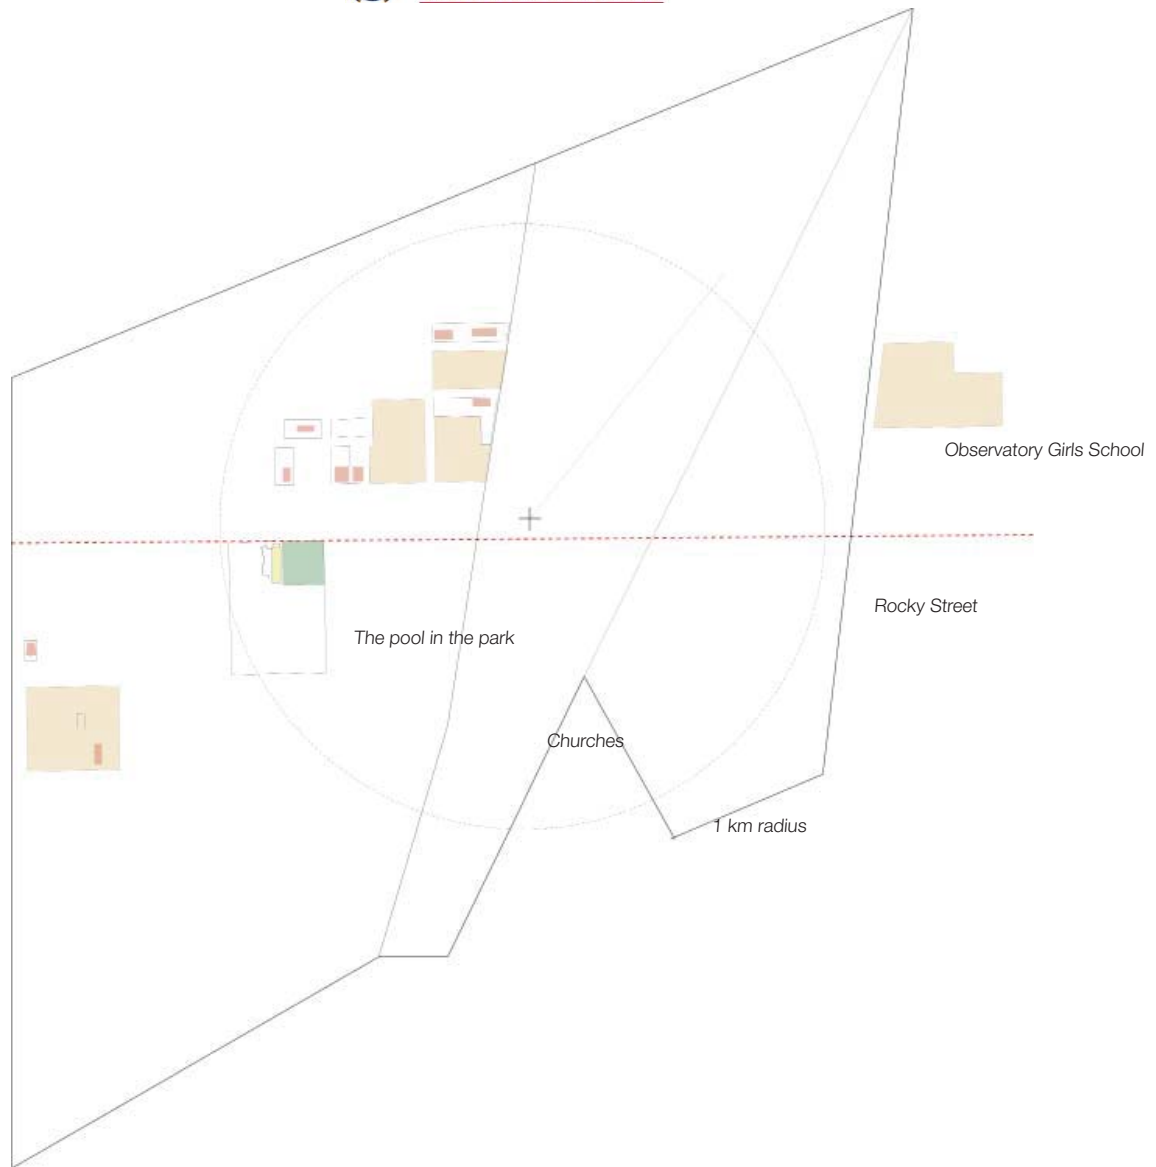 Observatory Girls School
Rocky Street
The pool in the park
Churches
1 km radius